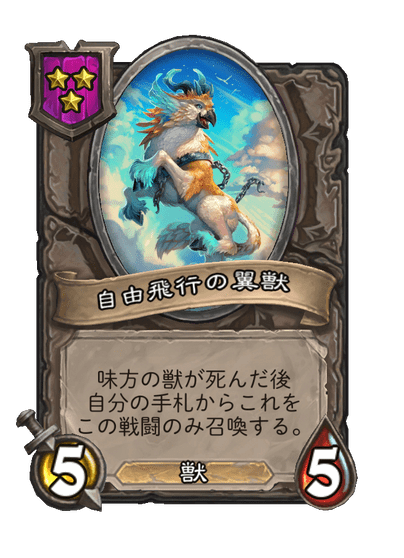 自由飛行の翼獣
味方の獣が死んだ後
自分の手札からこれを
この戦闘のみ召喚する。
5
獣
5